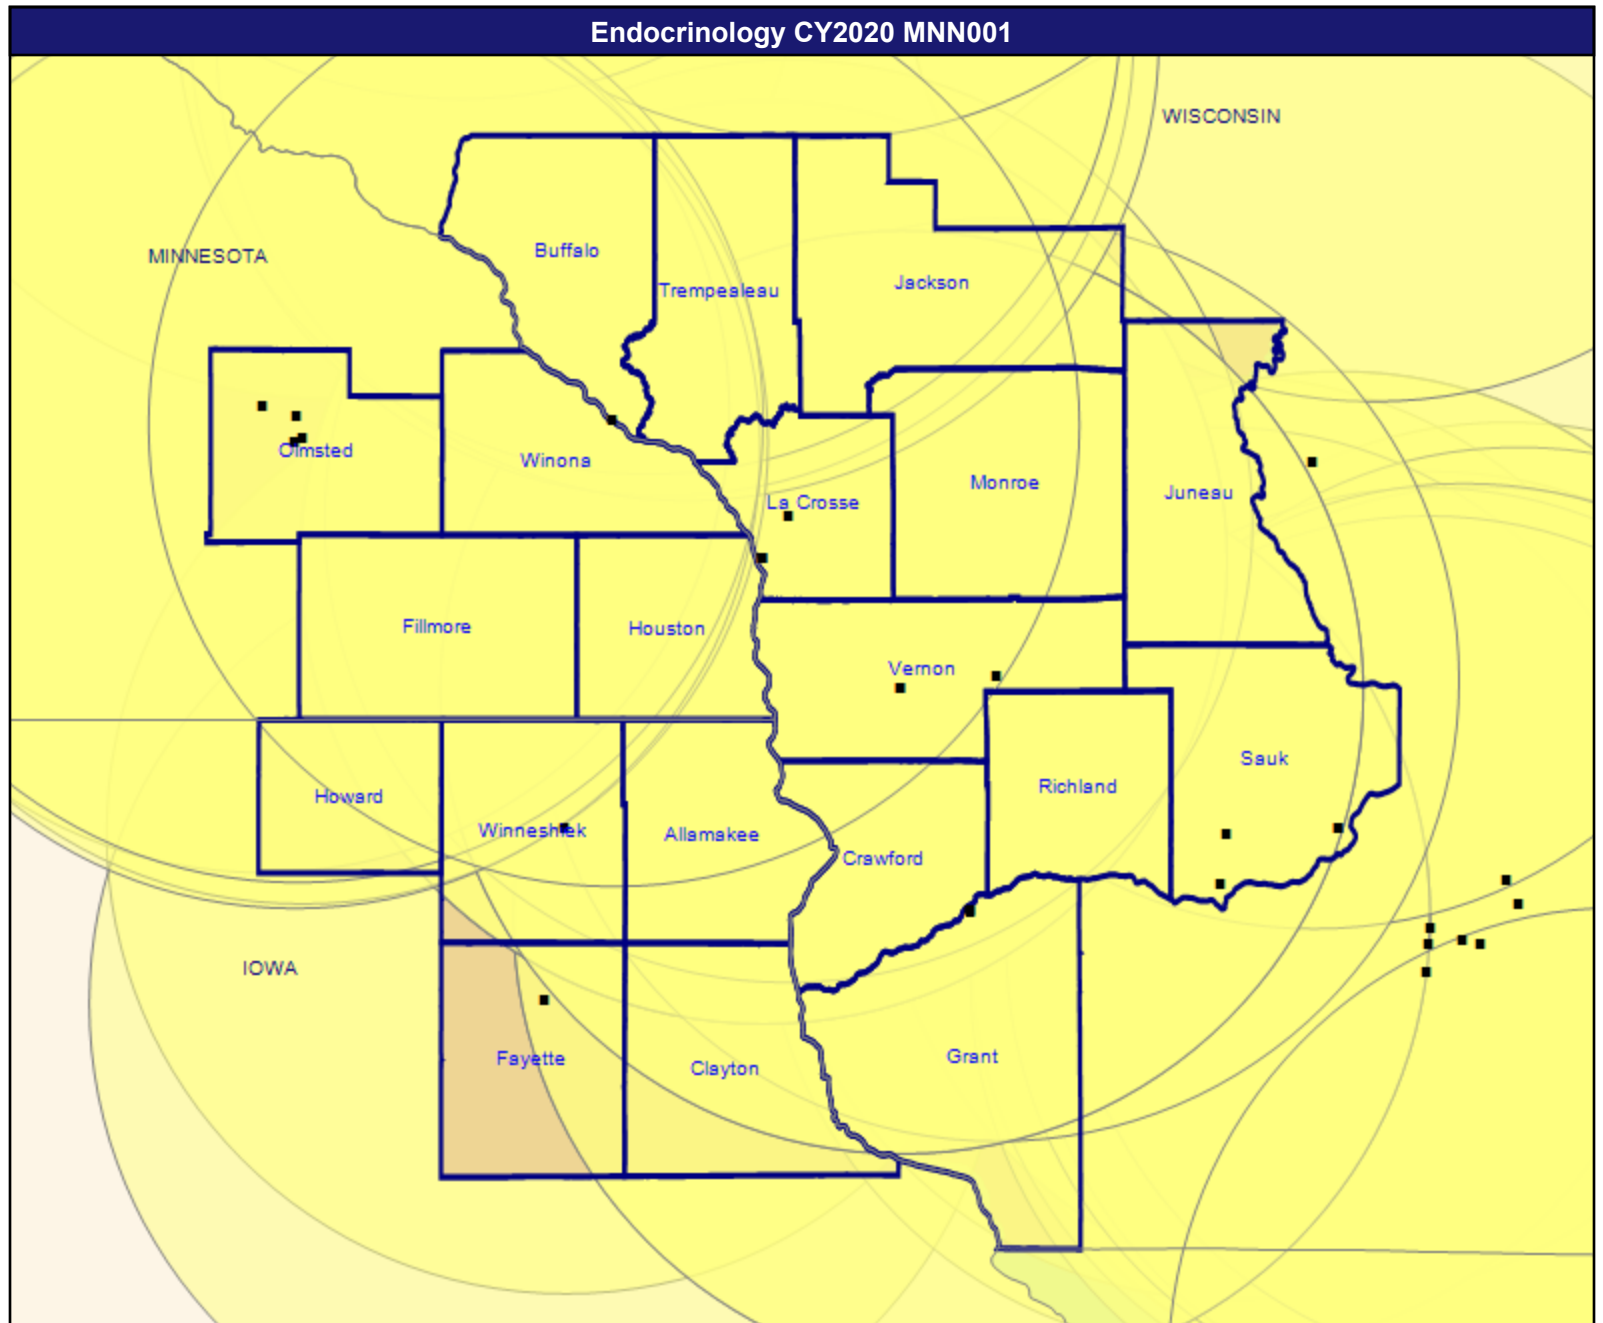 Endocrinology CY2020 MNN001
WISCONSIN
MINNESOTA
Buffalo
Trempealeau
Jackson
Olmsted
Winona
La Crosse
Monroe
Juneau
Fillmore
Houston
Vernon
Sauk
Richland
Howard
Winneshiek
Allamakee
Crawford
IOWA
Fayette
Clayton
Grant